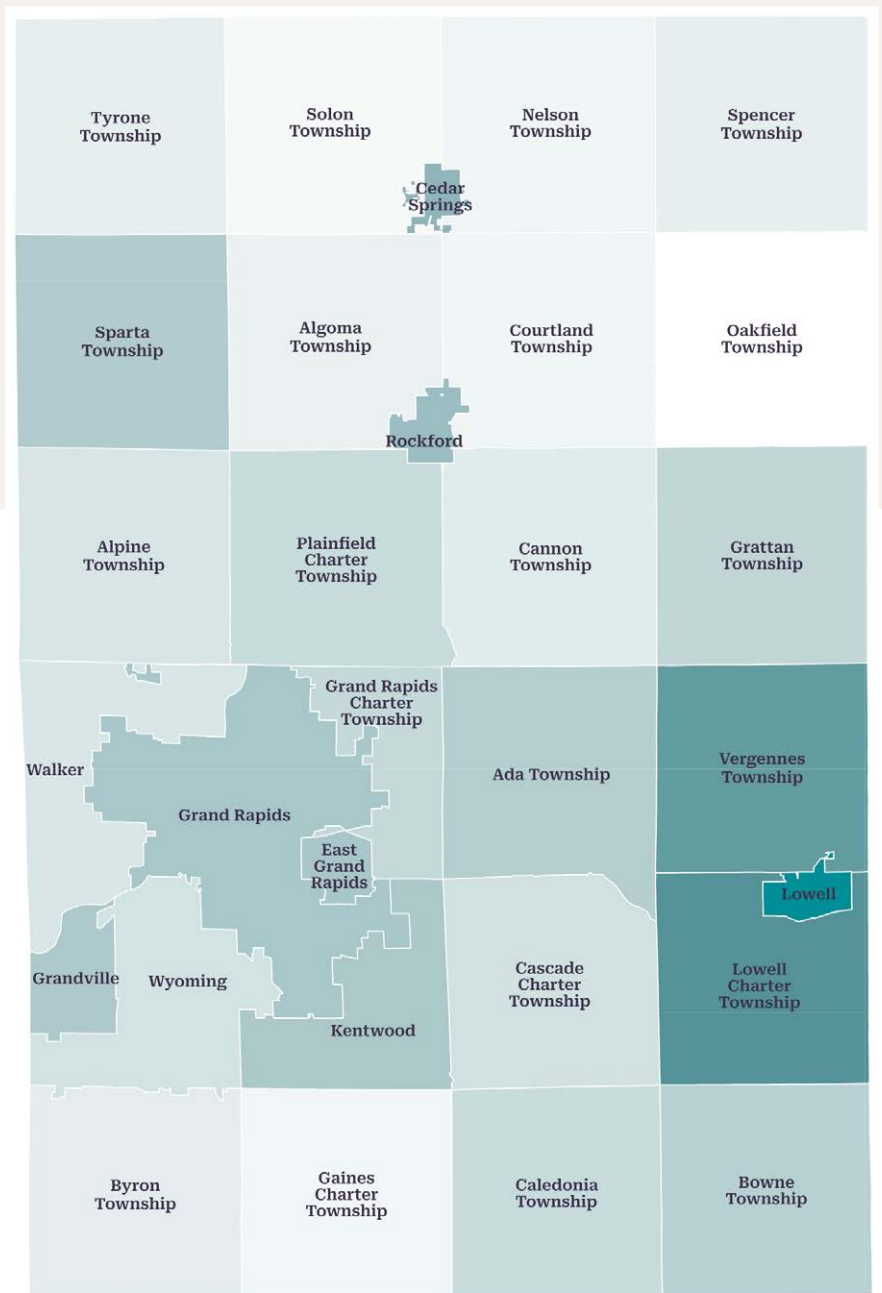 Tyrone
Township
Solon
Township
Nelson
Township
Spencer
Township
Cedar
Springs
Sparta
Township
Algoma
Township
Courtland
Township
Oakfield
Township
Rockford
Alpine
Township
Plainfield
Charter
Township
Cannon
Township
Grattan
Township
Grand Rapids
Charter
Township
Walker
Ada Township
Vergennes
Township
Grand Rapids
East
Grand
Rapids
Lowell
Grandville
Wyoming
Cascade
Charter
Township
Lowell
Charter
Township
Kentwood
Byron
Township
Gaines
Charter
Township
Caledonia
Township
Bowne
Township